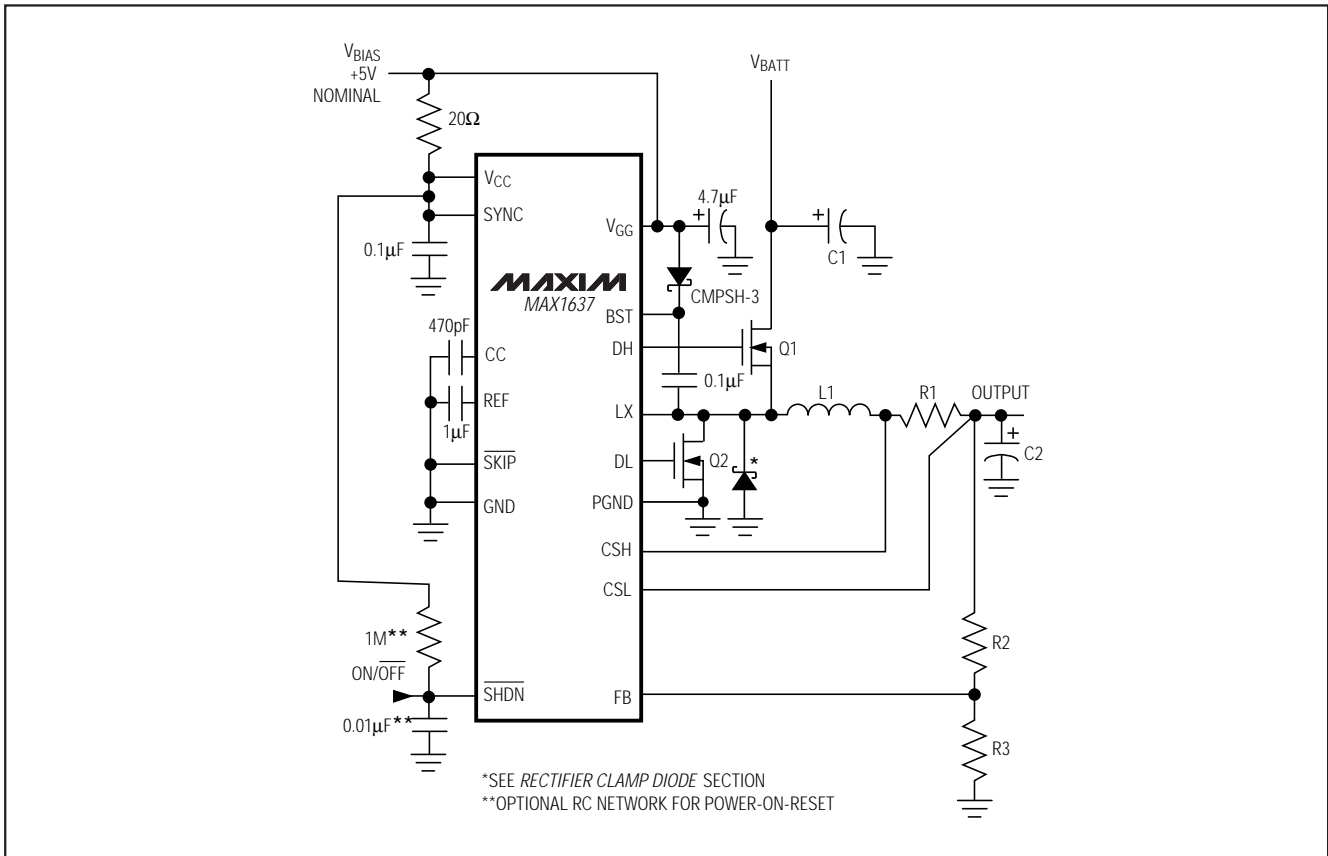 VBIAS
+5V
NOMINAL
VBATT
20Ω
VCC
SYNC
4.7μF
+
VGG
+
C1
0.1μF
MAXIM
MAX1637
CMPSH-3
BST
470pF
CC
DH
Q1
0.1μF
REF
1μF
LX
L1
R1
OUTPUT
+
C2
SKIP
DL
Q2
*
GND
PGND
CSH
CSL
1M**
R2
ON/OFF
SHDN
FB
0.01μF**
R3
*SEE RECTIFIER CLAMP DIODE SECTION
**OPTIONAL RC NETWORK FOR POWER-ON-RESET